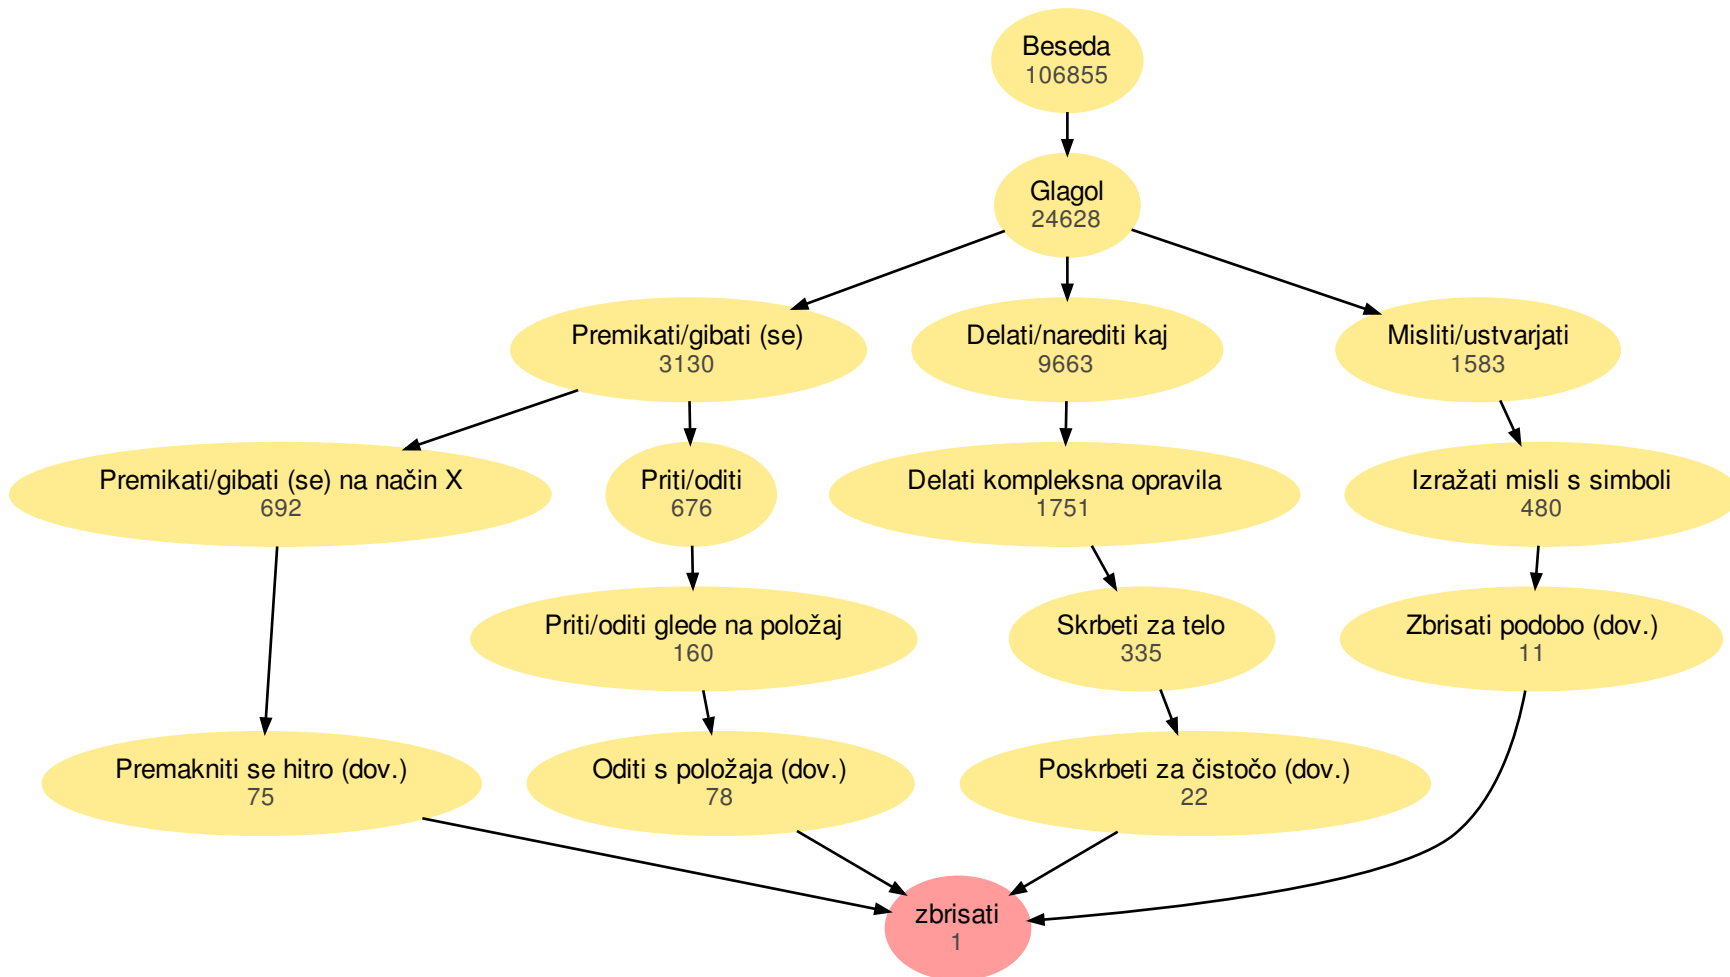 Beseda
106855
Glagol
24628
Premikati/gibati (se)
3130
Delati/narediti kaj
9663
Misliti/ustvarjati
1583
Premikati/gibati (se) na način X
692
Priti/oditi
676
Delati kompleksna opravila
1751
Izražati misli s simboli
480
Priti/oditi glede na položaj
160
Skrbeti za telo
335
Zbrisati podobo (dov.)
11
Premakniti se hitro (dov.)
75
Oditi s položaja (dov.)
78
Poskrbeti za čistočo (dov.)
22
zbrisati
1